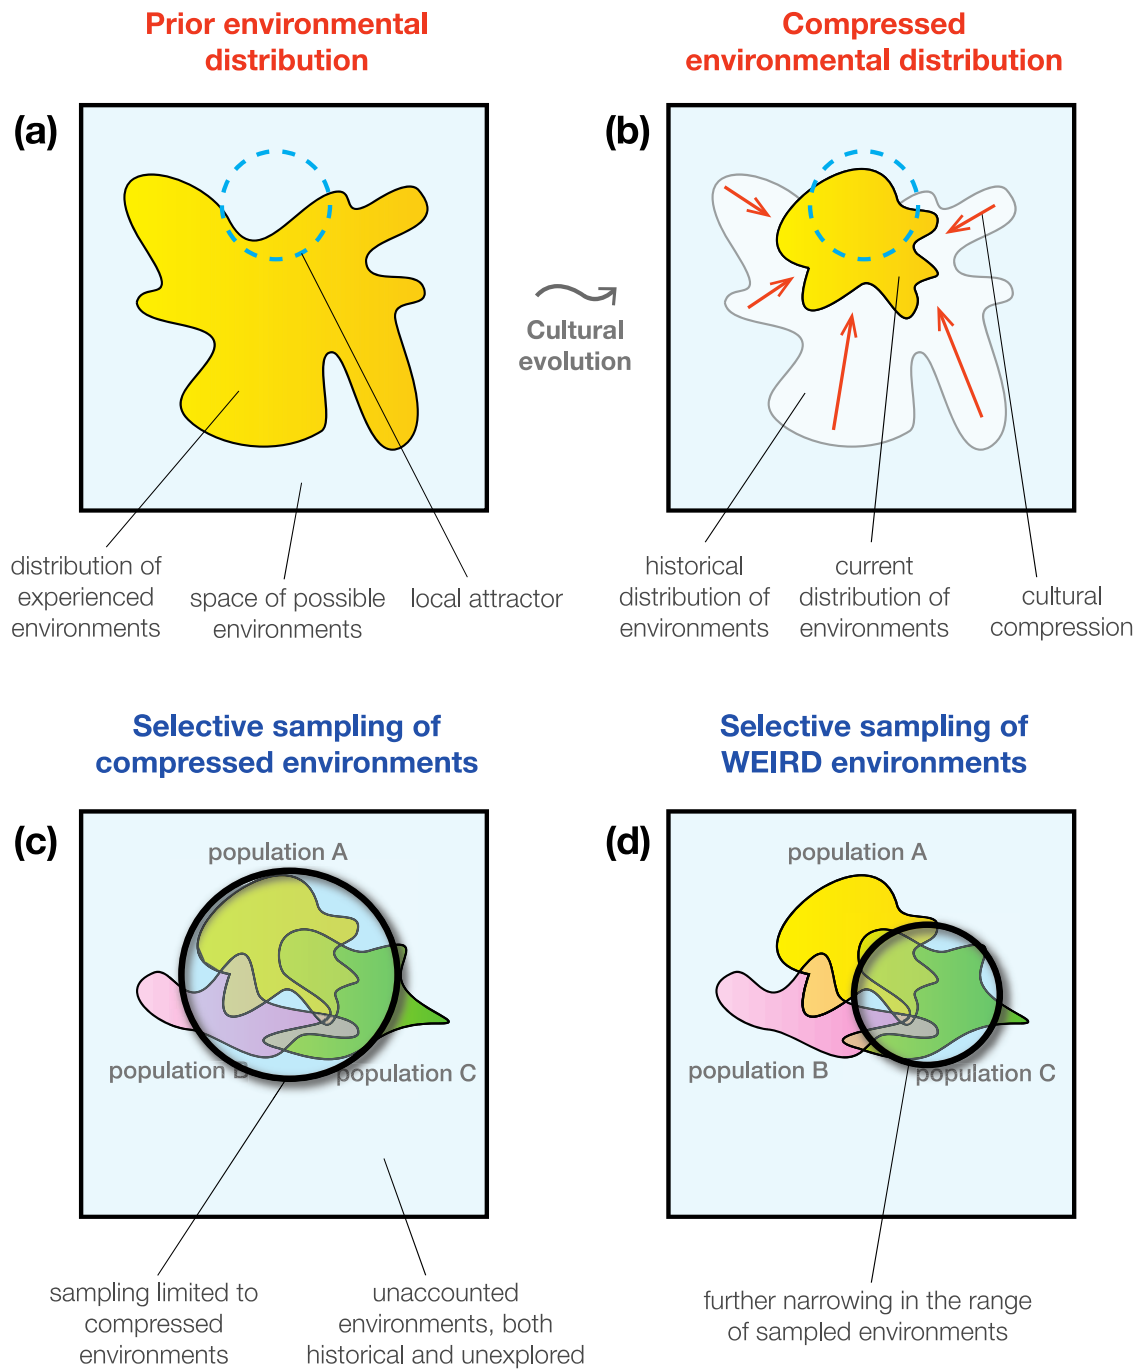 Prior environmental
distribution
Compressed
environmental distribution
(a)
(b)
Cultural
evolution
distribution of
experienced
environments
space of possible
environments
local attractor
historical
distribution of
environments
current
distribution of
environments
cultural
compression
Selective sampling of
compressed environments
Selective sampling of
WEIRD environments
(c)
population A
population B
population C
(d)
population A
population B
population C
sampling limited to
compressed
environments
unaccounted
environments, both
historical and unexplored
further narrowing in the range
of sampled environments